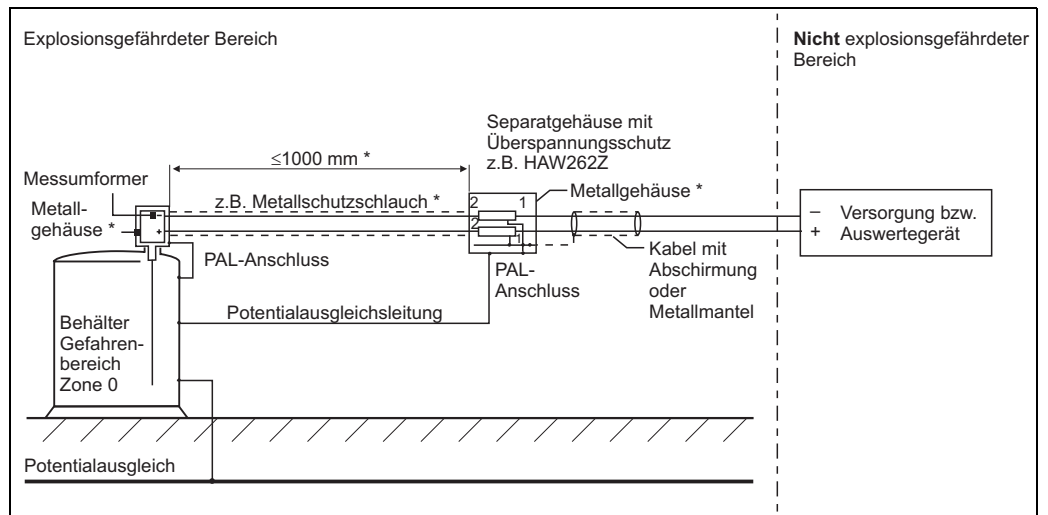 Explosionsgefährdeter Bereich
Nicht explosionsgefährdeter
Bereich
Separatgehäuse mit
Überspannungsschutz
z.B. HAW262Z
≤1000 mm *
Messumformer
Metall-
gehäuse *
z.B. Metallschutzschlauch *
2 1
2
Metallgehäuse *
–
+
–
+
Versorgung bzw.
Auswertegerät
PAL-Anschluss
PAL-
Anschluss
Kabel mit
Abschirmung
oder
Metallmantel
Potentialausgleichsleitung
Behälter
Gefahren-
bereich
Zone 0
Potentialausgleich